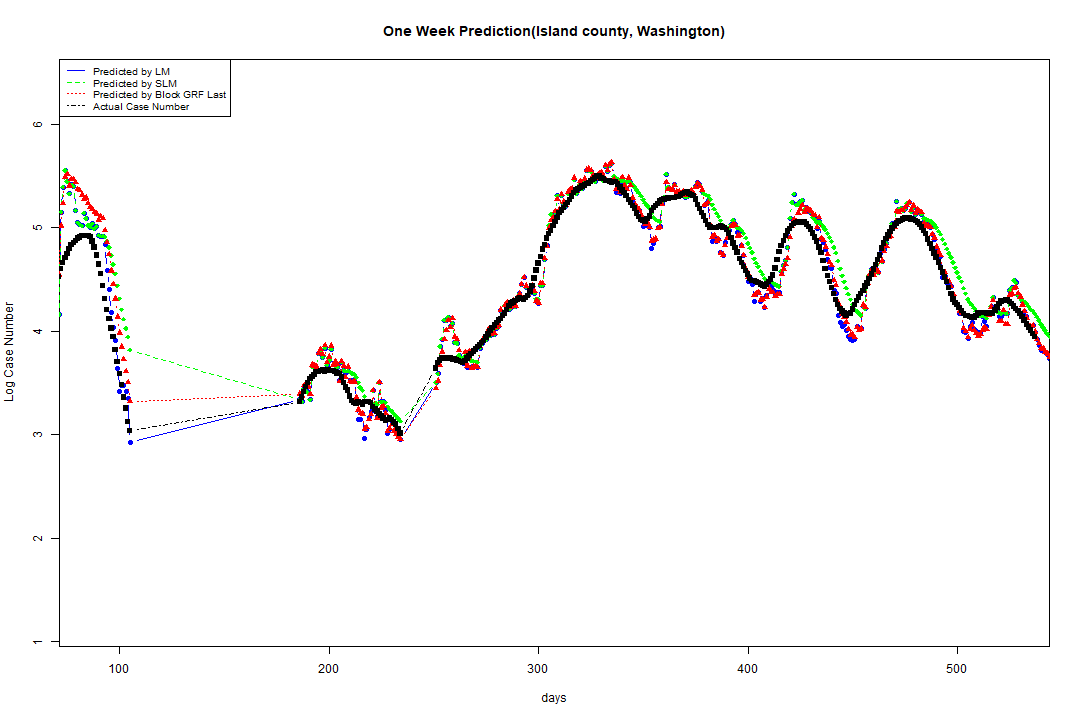 One Week Prediction(Island county, Washington)
Predicted by LM
Predicted by SLM
Predicted by Block GRF Last
Actual Case Number
6
5
4
3
2
1
Log Case Number
100 200 300 400 500
days